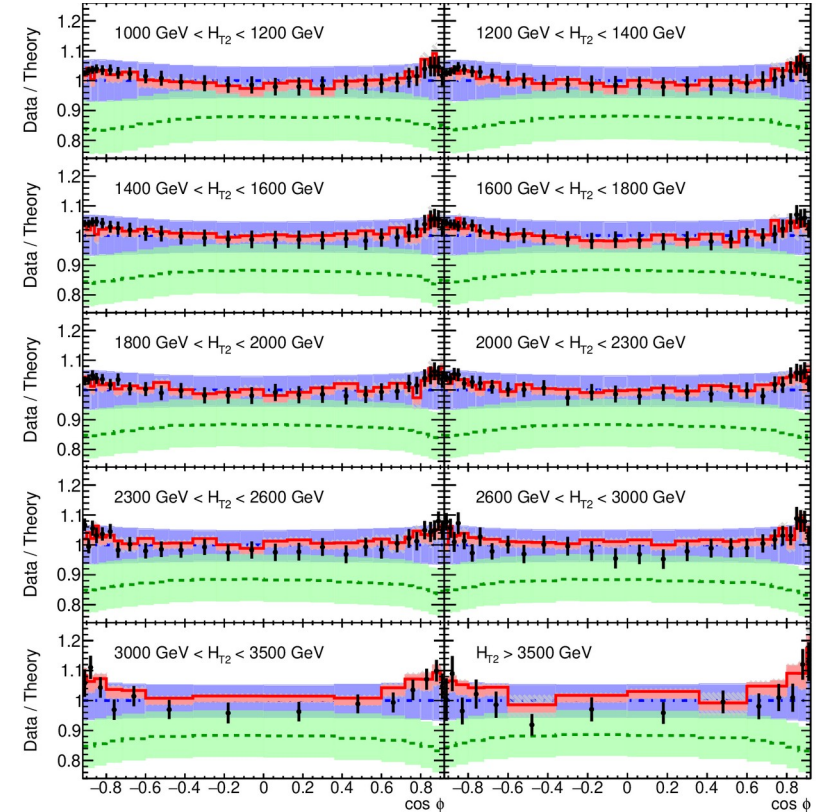 Data / Theory
1.2
1.1
1
0.9
0.8
1000 GeV < H_T2 < 1200 GeV
1200 GeV < H_T2 < 1400 GeV
Data / Theory
1.2
1.1
1
0.9
0.8
1400 GeV < H_T2 < 1600 GeV
1600 GeV < H_T2 < 1800 GeV
Data / Theory
1.2
1.1
1
0.9
0.8
1800 GeV < H_T2 < 2000 GeV
2000 GeV < H_T2 < 2300 GeV
Data / Theory
1.2
1.1
1
0.9
0.8
2300 GeV < H_T2 < 2600 GeV
2600 GeV < H_T2 < 3000 GeV
Data / Theory
1.2
1.1
1
0.9
0.8
3000 GeV < H_T2 < 3500 GeV
H_T2 > 3500 GeV
−0.8 −0.6 −0.4 −0.2 0 0.2 0.4 0.6 0.8
−0.8 −0.6 −0.4 −0.2 0 0.2 0.4 0.6 0.8
cos ϕ
cos ϕ